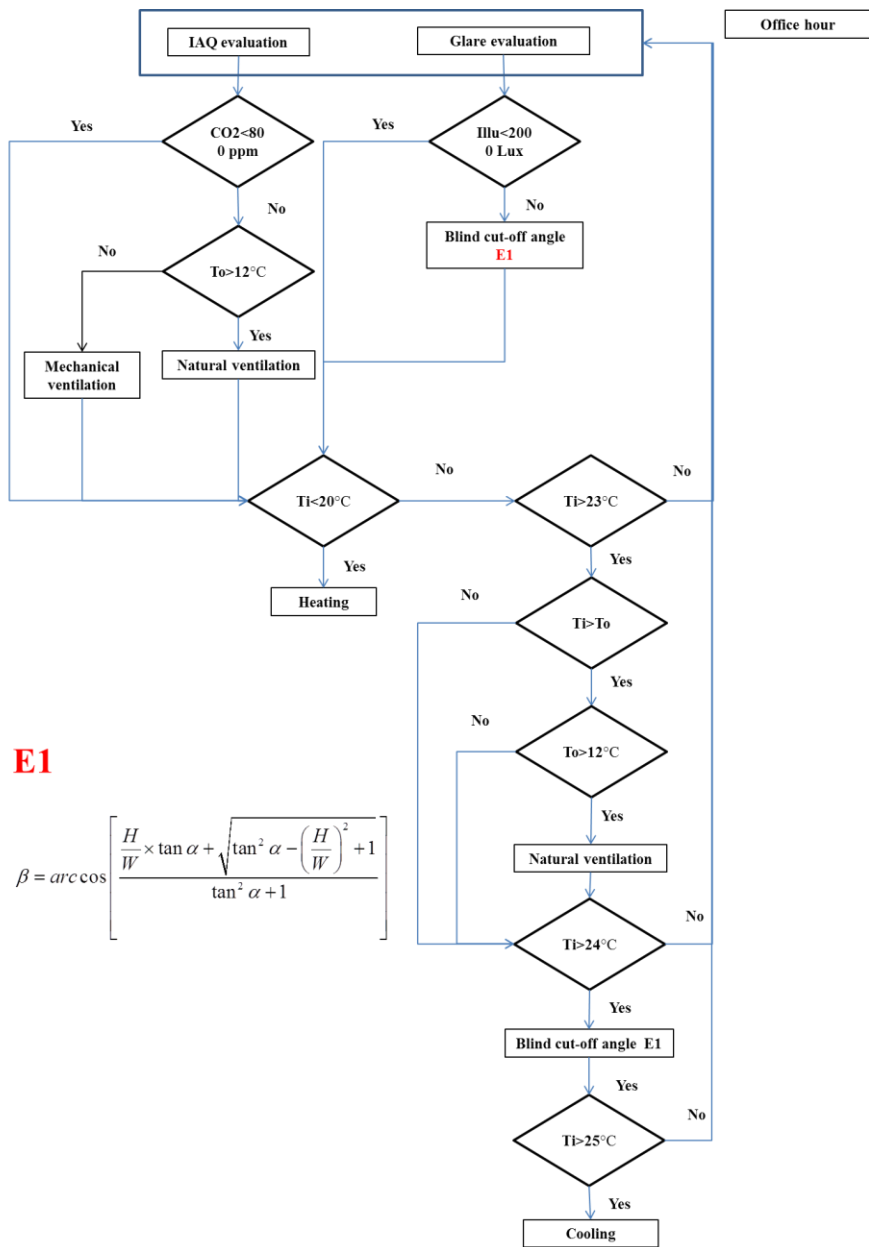 Office hour
IAQ evaluation
Glare evaluation
Yes
CO2<80
0 ppm
Yes
Illu<200
0 Lux
No
No
Blind cut-off angle
E1
No
To>12°C
Yes
Mechanical
ventilation
Natural ventilation
Ti<20°C
No
Ti>23°C
No
Yes
Heating
Yes
No
Ti>To
Yes
No
To>12°C
Yes
E1
Natural ventilation
β = arc cos [ ( H/W × tan α + √( tan² α − (H/W)² + 1 ) ) / ( tan² α + 1 ) ]
Ti>24°C
No
Yes
Blind cut-off angle E1
Yes
No
Ti>25°C
Yes
Cooling